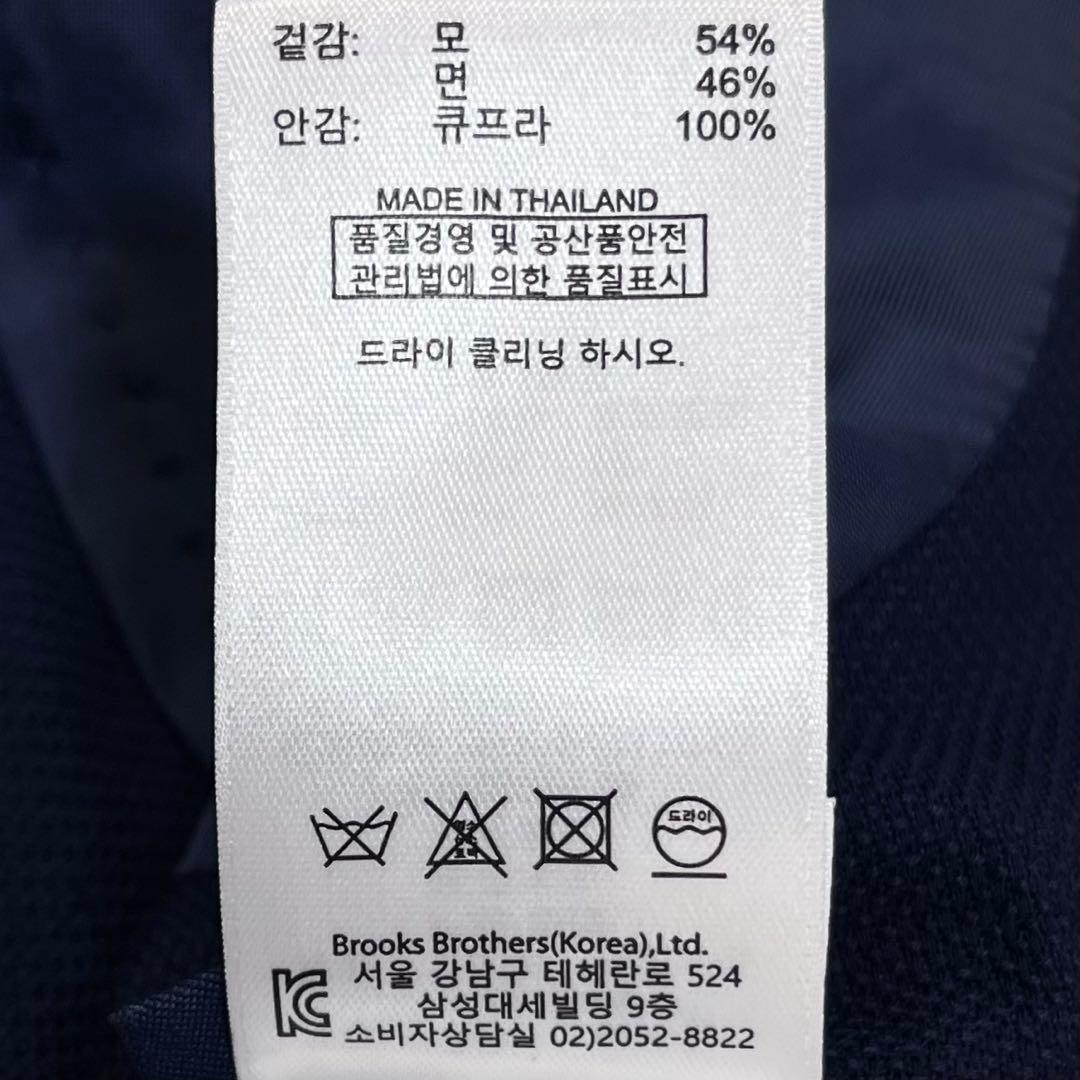 겉감: 모 54%
면 46%
안감: 큐프라 100%
MADE IN THAILAND
품질경영 및 공산품안전
관리법에 의한 품질표시
드라이 클리닝 하시오.
드라이
Brooks Brothers(Korea),Ltd.
서울 강남구 테헤란로 524
삼성대세빌딩 9층
소비자상담실 02)2052-8822